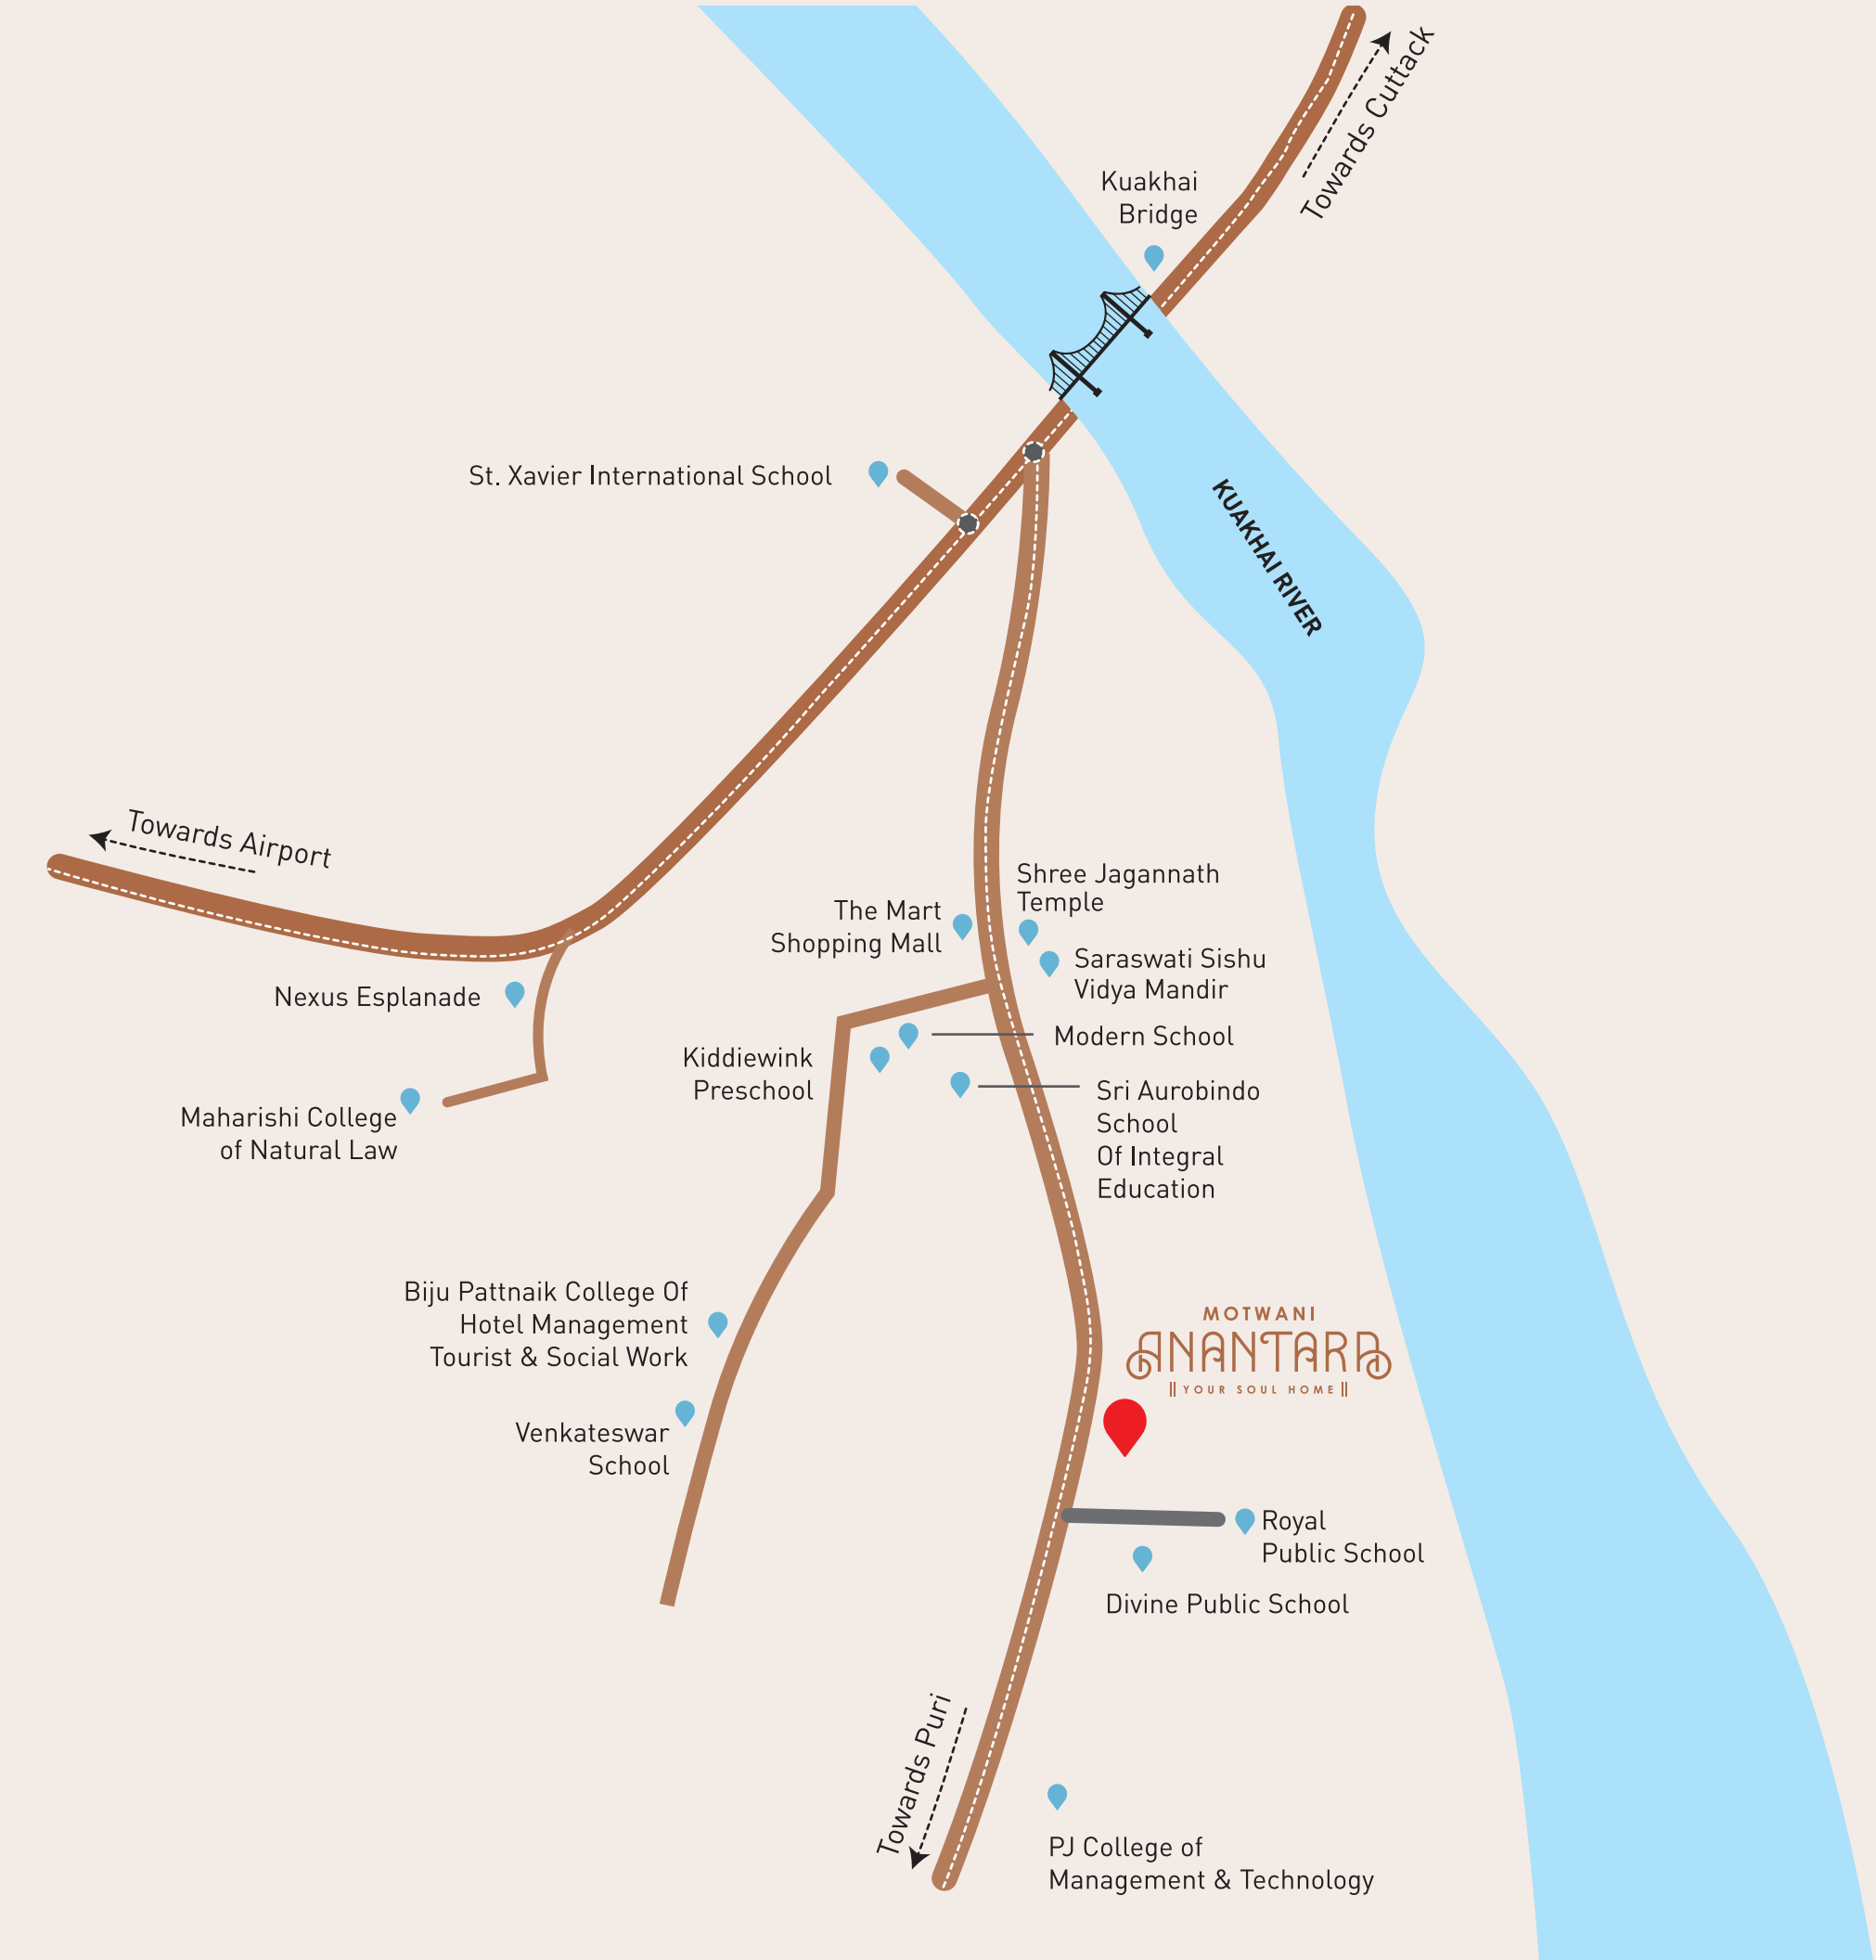 Towards Cuttack
Kuakhai
Bridge
St. Xavier International School
KUAKHAI RIVER
Towards Airport
Shree Jagannath
Temple
The Mart
Shopping Mall
Saraswati Sishu
Vidya Mandir
Nexus Esplanade
Modern School
Kiddiewink
Preschool
Maharishi College
of Natural Law
Sri Aurobindo
School
Of Integral
Education
Biju Pattnaik College Of
Hotel Management
Tourist & Social Work
MOTWANI
ANANTARA
|| YOUR SOUL HOME ||
Venkateswar
School
Royal
Public School
Divine Public School
Towards Puri
PJ College of
Management & Technology